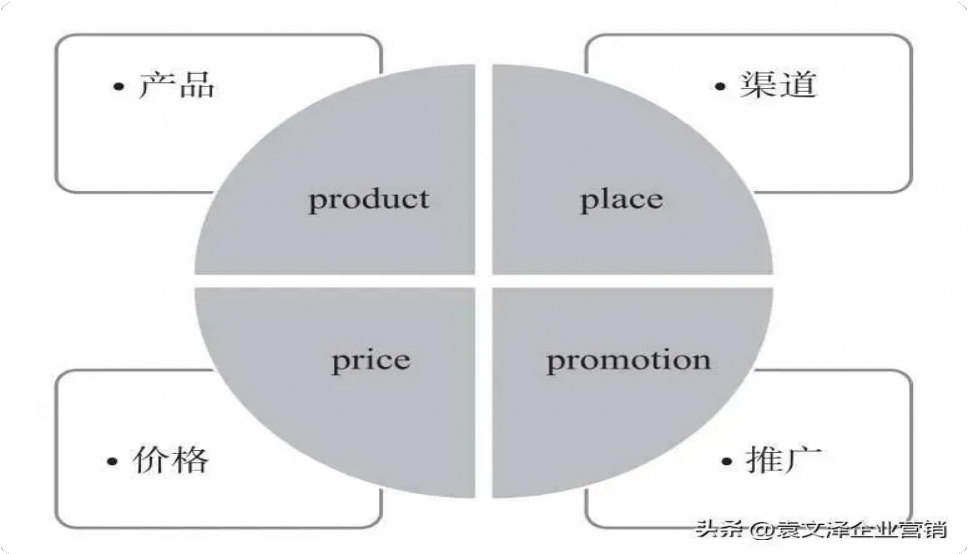 • 产品
• 渠道
product
place
price
promotion
• 价格
• 推广
头条 @袁文泽企业营销